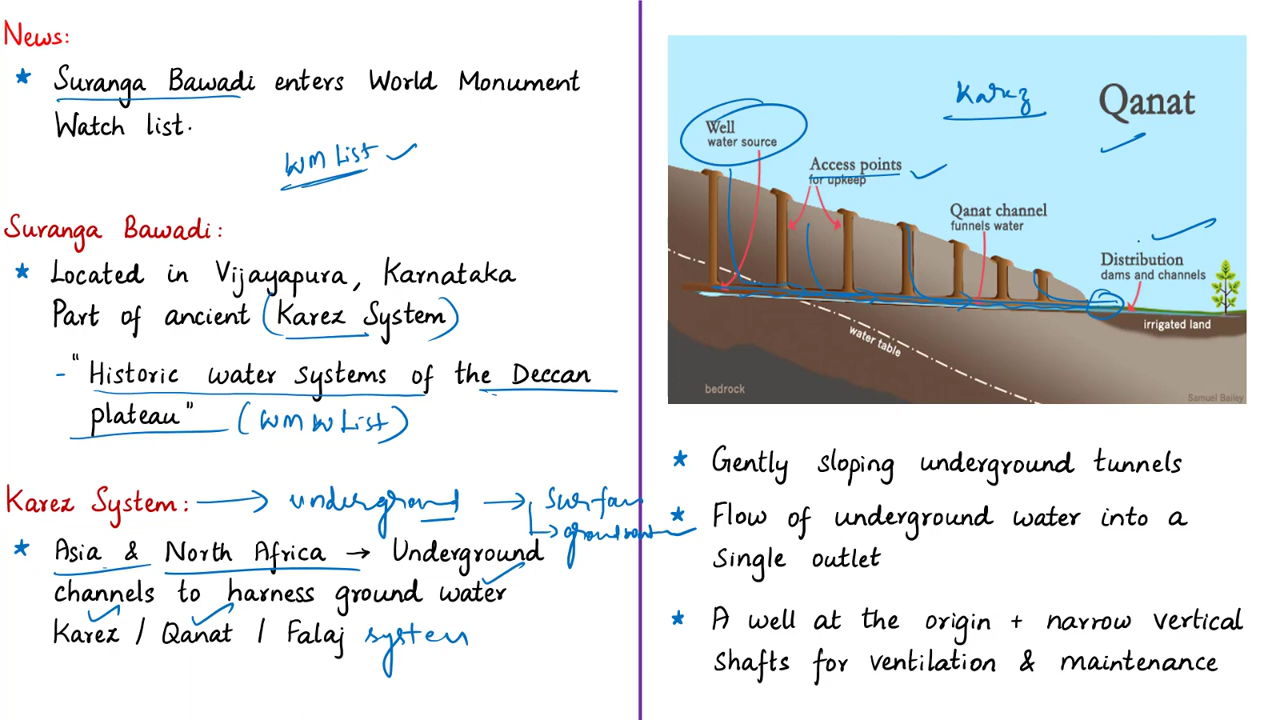 News:
★ Suranga Bawadi enters World Monument
Watch list.
WM List ✓
Suranga Bawadi:
★ Located in Vijayapura, Karnataka
Part of ancient (Karez System)
- "Historic water systems of the Deccan
plateau" (WMW List)
Karez System: → underground → Surface
→ groundwater
★ Asia & North Africa → Underground
channels to harness ground water
Karez / Qanat / Falaj system
Karez
Qanat
Well
water source
Access points
for upkeep
Qanat channel
funnels water
Distribution
dams and channels
irrigated land
water table
bedrock
Samuel Bailey
★ Gently sloping underground tunnels
★ Flow of underground water into a
single outlet
★ A well at the origin + narrow vertical
shafts for ventilation & maintenance